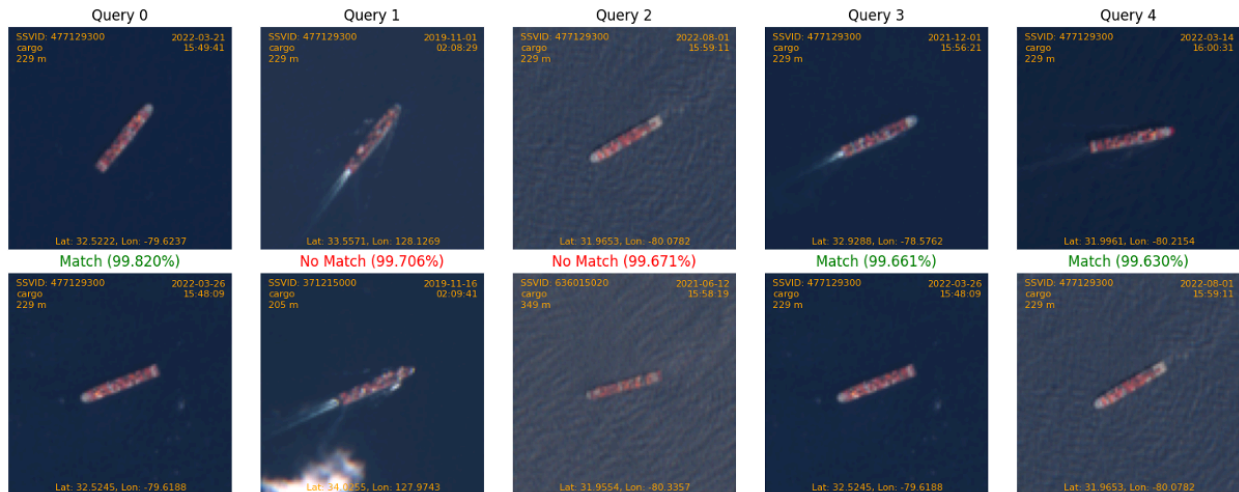 Query 0
Query 1
Query 2
Query 3
Query 4
SSVID: 477129300 2022-03-21
cargo 15:49:41
229 m
Lat: 32.5222, Lon: -79.6237
SSVID: 477129300 2019-11-01
cargo 02:08:29
229 m
Lat: 33.5571, Lon: 128.1269
SSVID: 477129300 2022-08-01
cargo 15:59:11
229 m
Lat: 31.9653, Lon: -80.0782
SSVID: 477129300 2021-12-01
cargo 15:56:21
229 m
Lat: 32.9288, Lon: -78.5762
SSVID: 477129300 2022-03-14
cargo 16:00:31
229 m
Lat: 31.9961, Lon: -80.2154
Match (99.820%)
No Match (99.706%)
No Match (99.671%)
Match (99.661%)
Match (99.630%)
SSVID: 477129300 2022-03-26
cargo 15:48:09
229 m
Lat: 32.5245, Lon: -79.6188
SSVID: 371215000 2019-11-16
cargo 02:09:41
205 m
Lon: 127.9743
SSVID: 636015020 2021-06-12
cargo 15:58:19
349 m
Lat: 31.9554, Lon: -80.3357
SSVID: 477129300 2022-03-26
cargo 15:48:09
229 m
Lat: 32.5245, Lon: -79.6188
SSVID: 477129300 2022-08-01
cargo 15:59:11
229 m
Lat: 31.9653, Lon: -80.0782